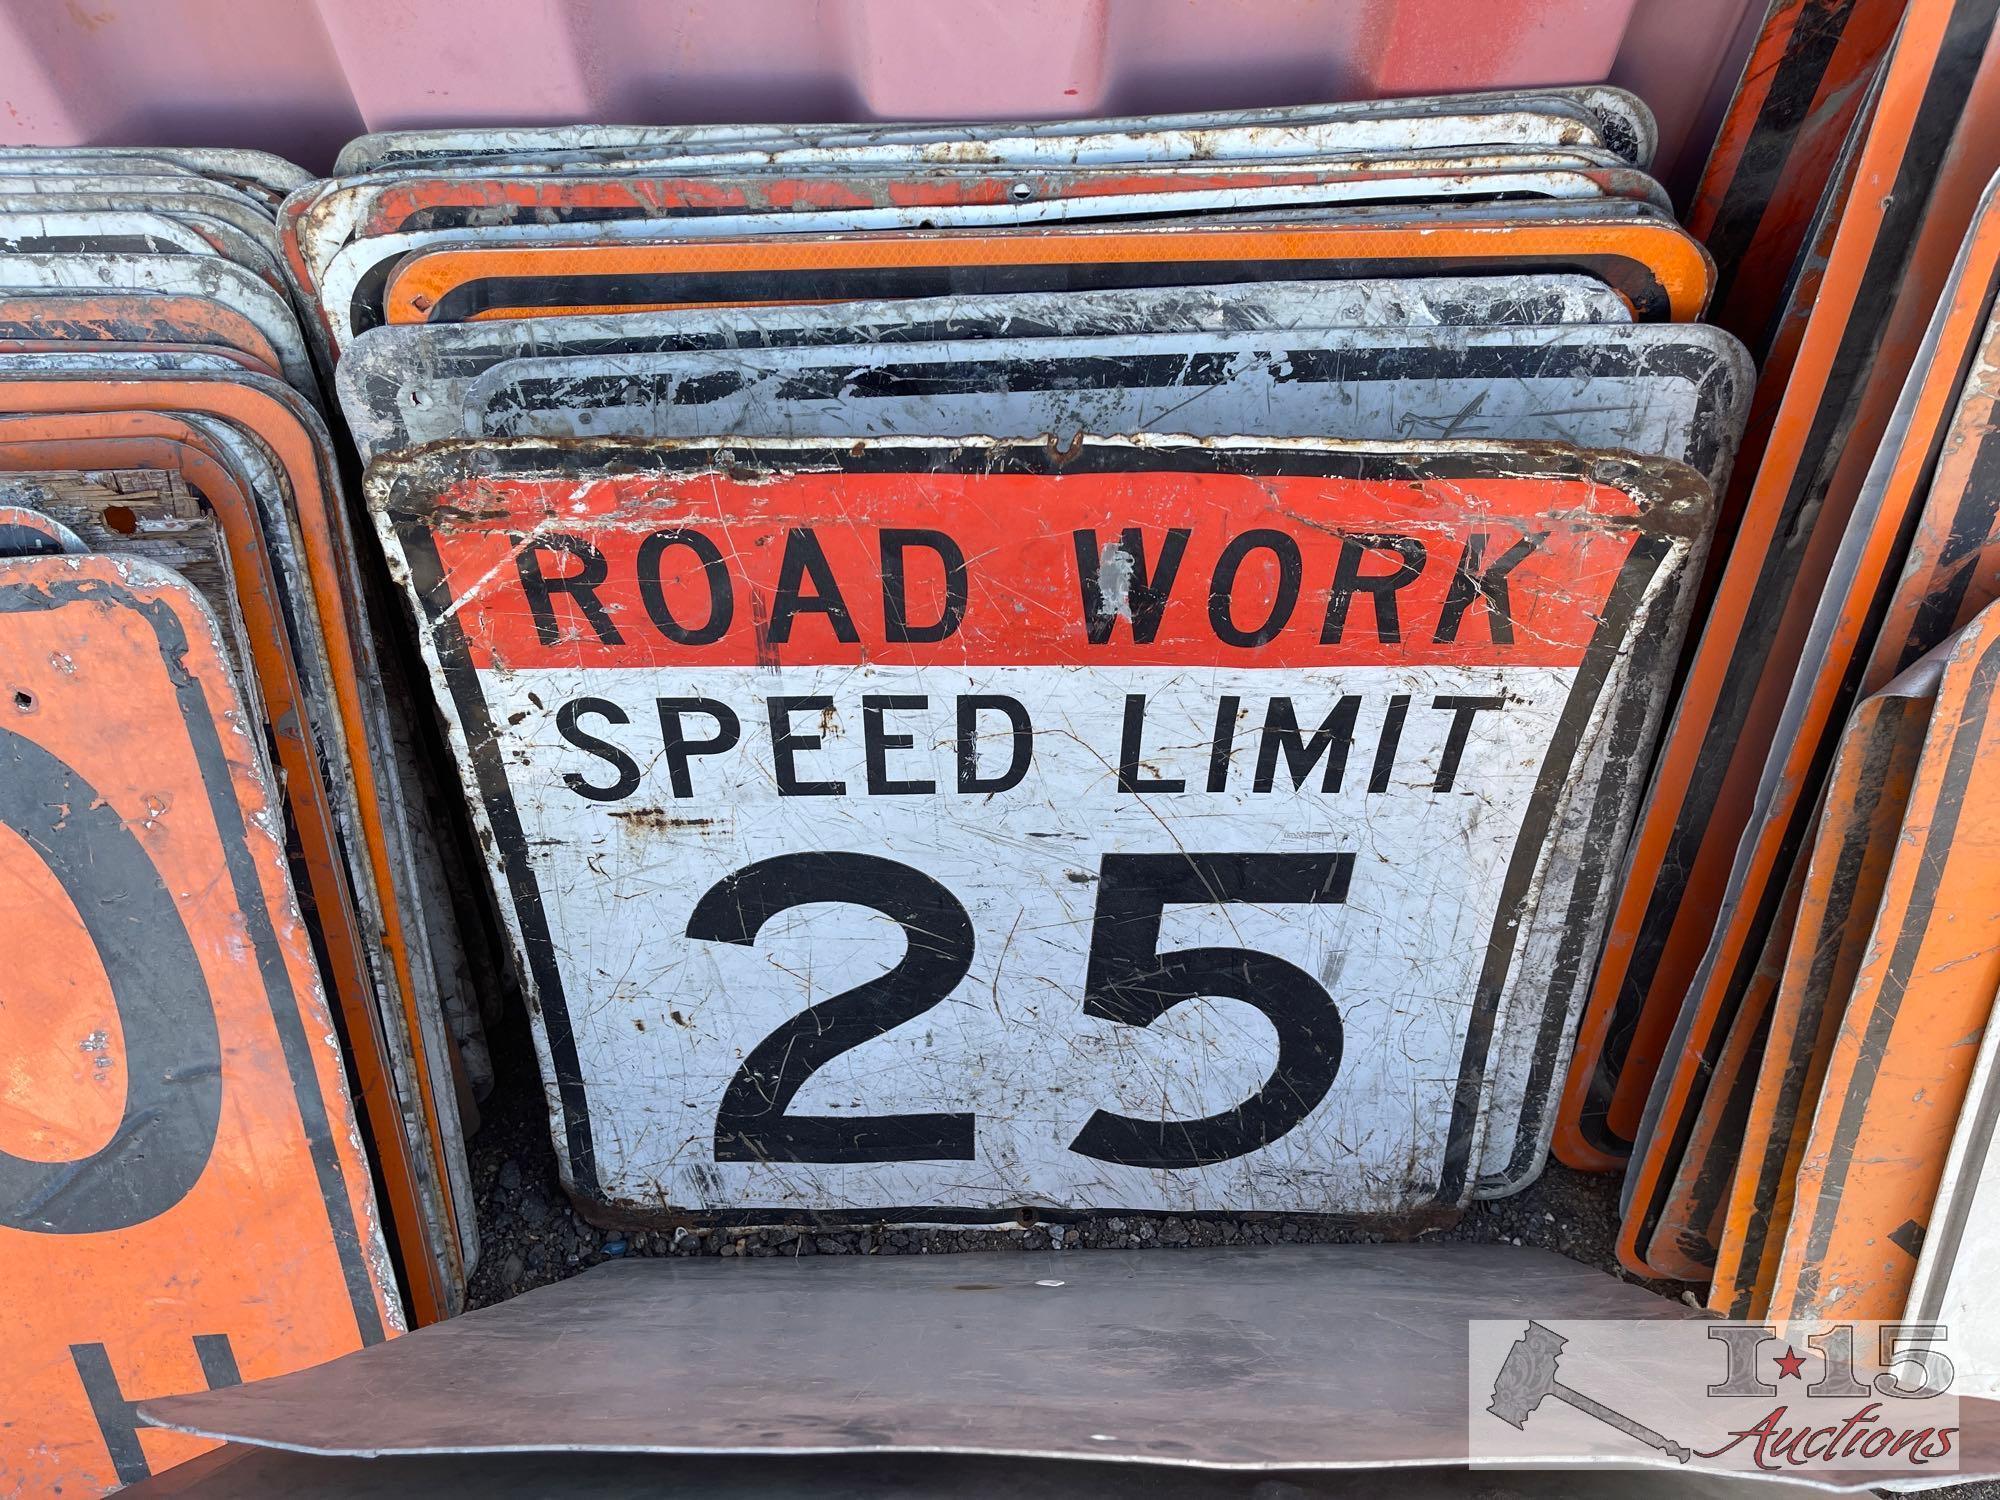 ROAD WORK
SPEED LIMIT
25
I★15
Auctions